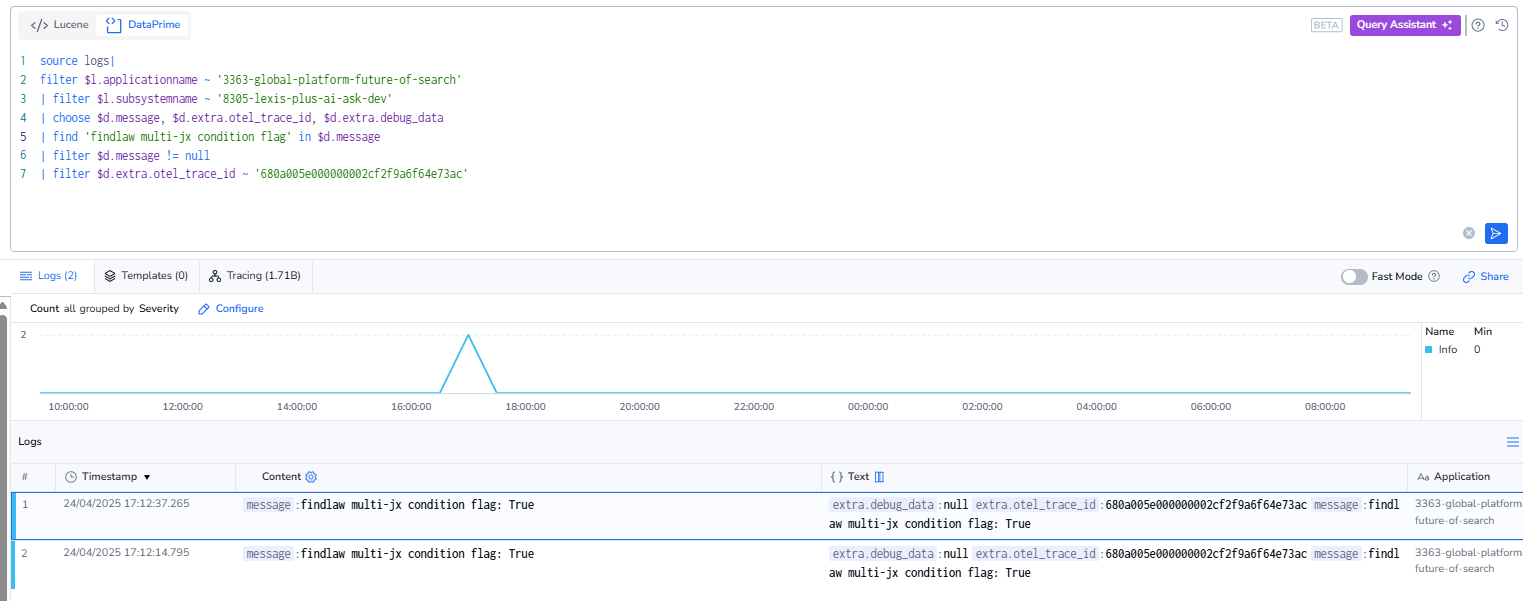 </> Lucene DataPrime BETA Query Assistant
1 source logs|
2 filter $l.applicationname ~ '3363-global-platform-future-of-search'
3 | filter $l.subsystemname ~ '8305-lexis-plus-ai-ask-dev'
4 | choose $d.message, $d.extra.otel_trace_id, $d.extra.debug_data
5 | find 'findlaw multi-jx condition flag' in $d.message
6 | filter $d.message != null
7 | filter $d.extra.otel_trace_id ~ '680a005e000000002cf2f9a6f64e73ac'
Logs (2) Templates (0) Tracing (1.71B) Fast Mode Share
Count all grouped by Severity Configure
2
Name Min
Info 0
10:00:00 12:00:00 14:00:00 16:00:00 18:00:00 20:00:00 22:00:00 00:00:00 02:00:00 04:00:00 06:00:00 08:00:00
Logs
# Timestamp Content { } Text Aa Application
1 24/04/2025 17:12:37.265 message :findlaw multi-jx condition flag: True extra.debug_data :null extra.otel_trace_id :680a005e000000002cf2f9a6f64e73ac message :findl 3363-global-platform
aw multi-jx condition flag: True future-of-search
2 24/04/2025 17:12:14.795 message :findlaw multi-jx condition flag: True extra.debug_data :null extra.otel_trace_id :680a005e000000002cf2f9a6f64e73ac message :findl 3363-global-platform
aw multi-jx condition flag: True future-of-search